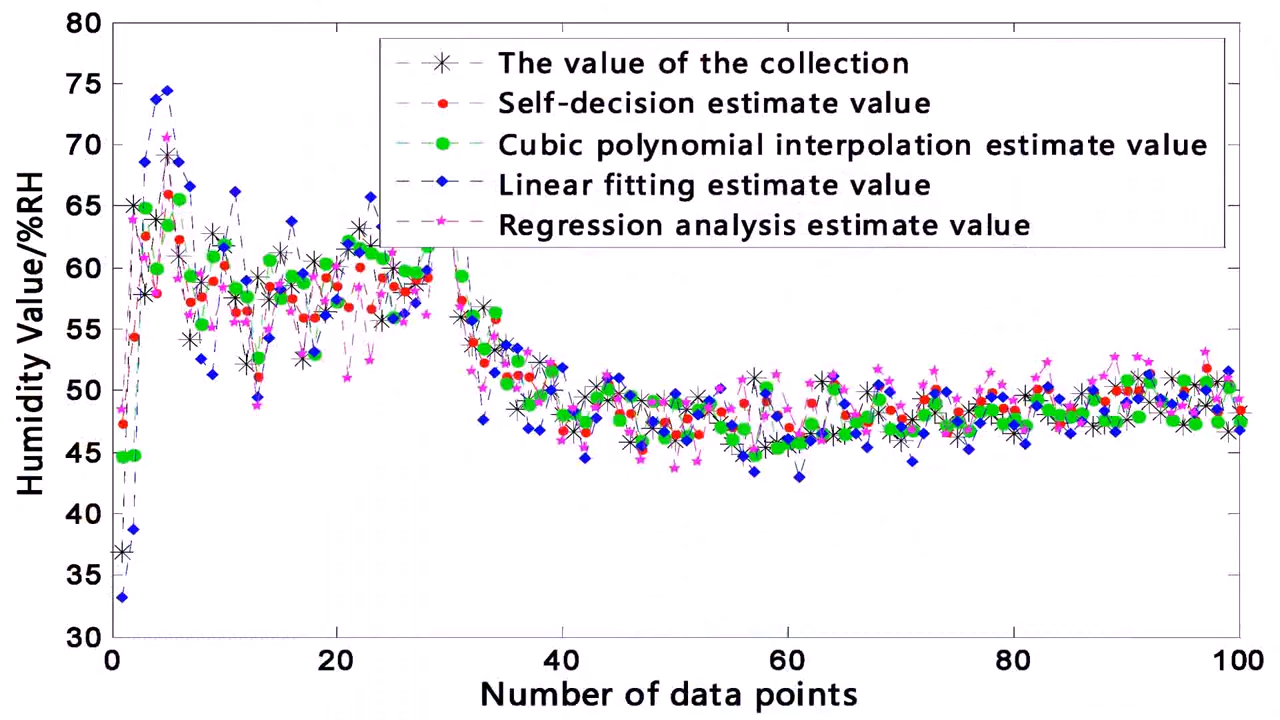 80
75
70
65
60
55
50
45
40
35
30
Humidity Value/%RH
The value of the collection
Self-decision estimate value
Cubic polynomial interpolation estimate value
Linear fitting estimate value
Regression analysis estimate value
0 20 40 60 80 100
Number of data points